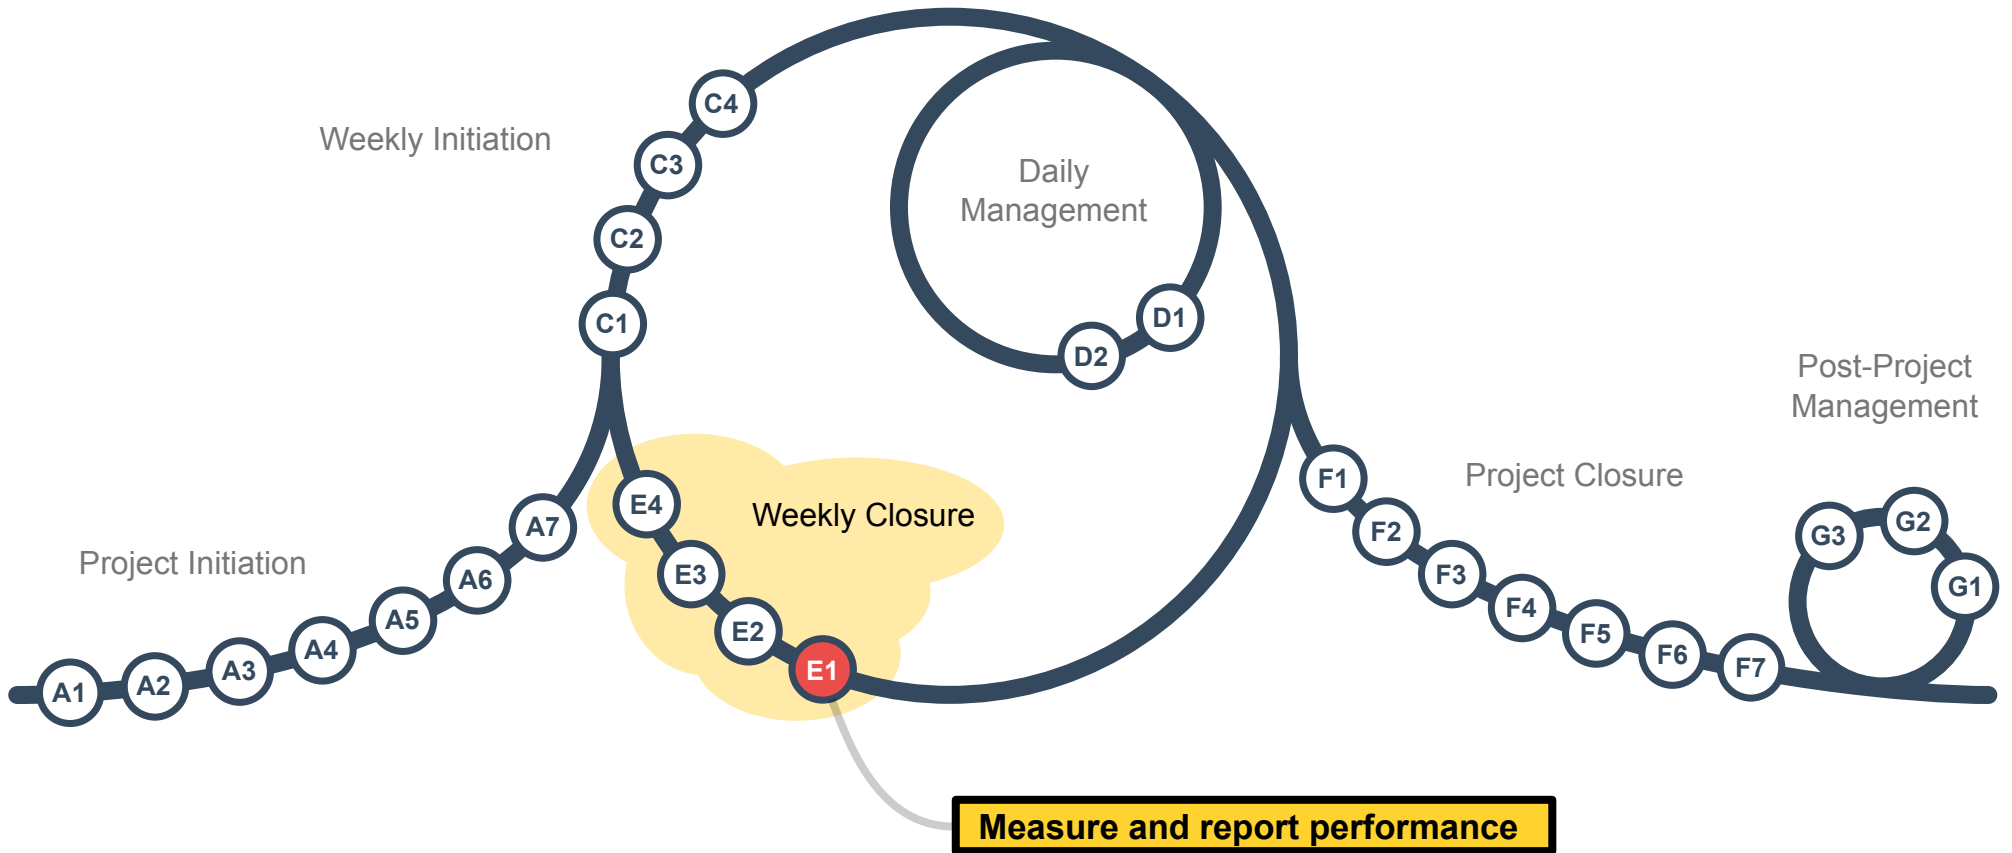 C4
Weekly Initiation
C3
Daily
Management
C2
C1
D1
D2
Post-Project
Management
F1
Project Closure
E4
Weekly Closure
A7
F2
G3
G2
Project Initiation
E3
A6
F3
G1
A5
F4
E2
F5
A4
E1
F6
A3
F7
A2
A1
Measure and report performance